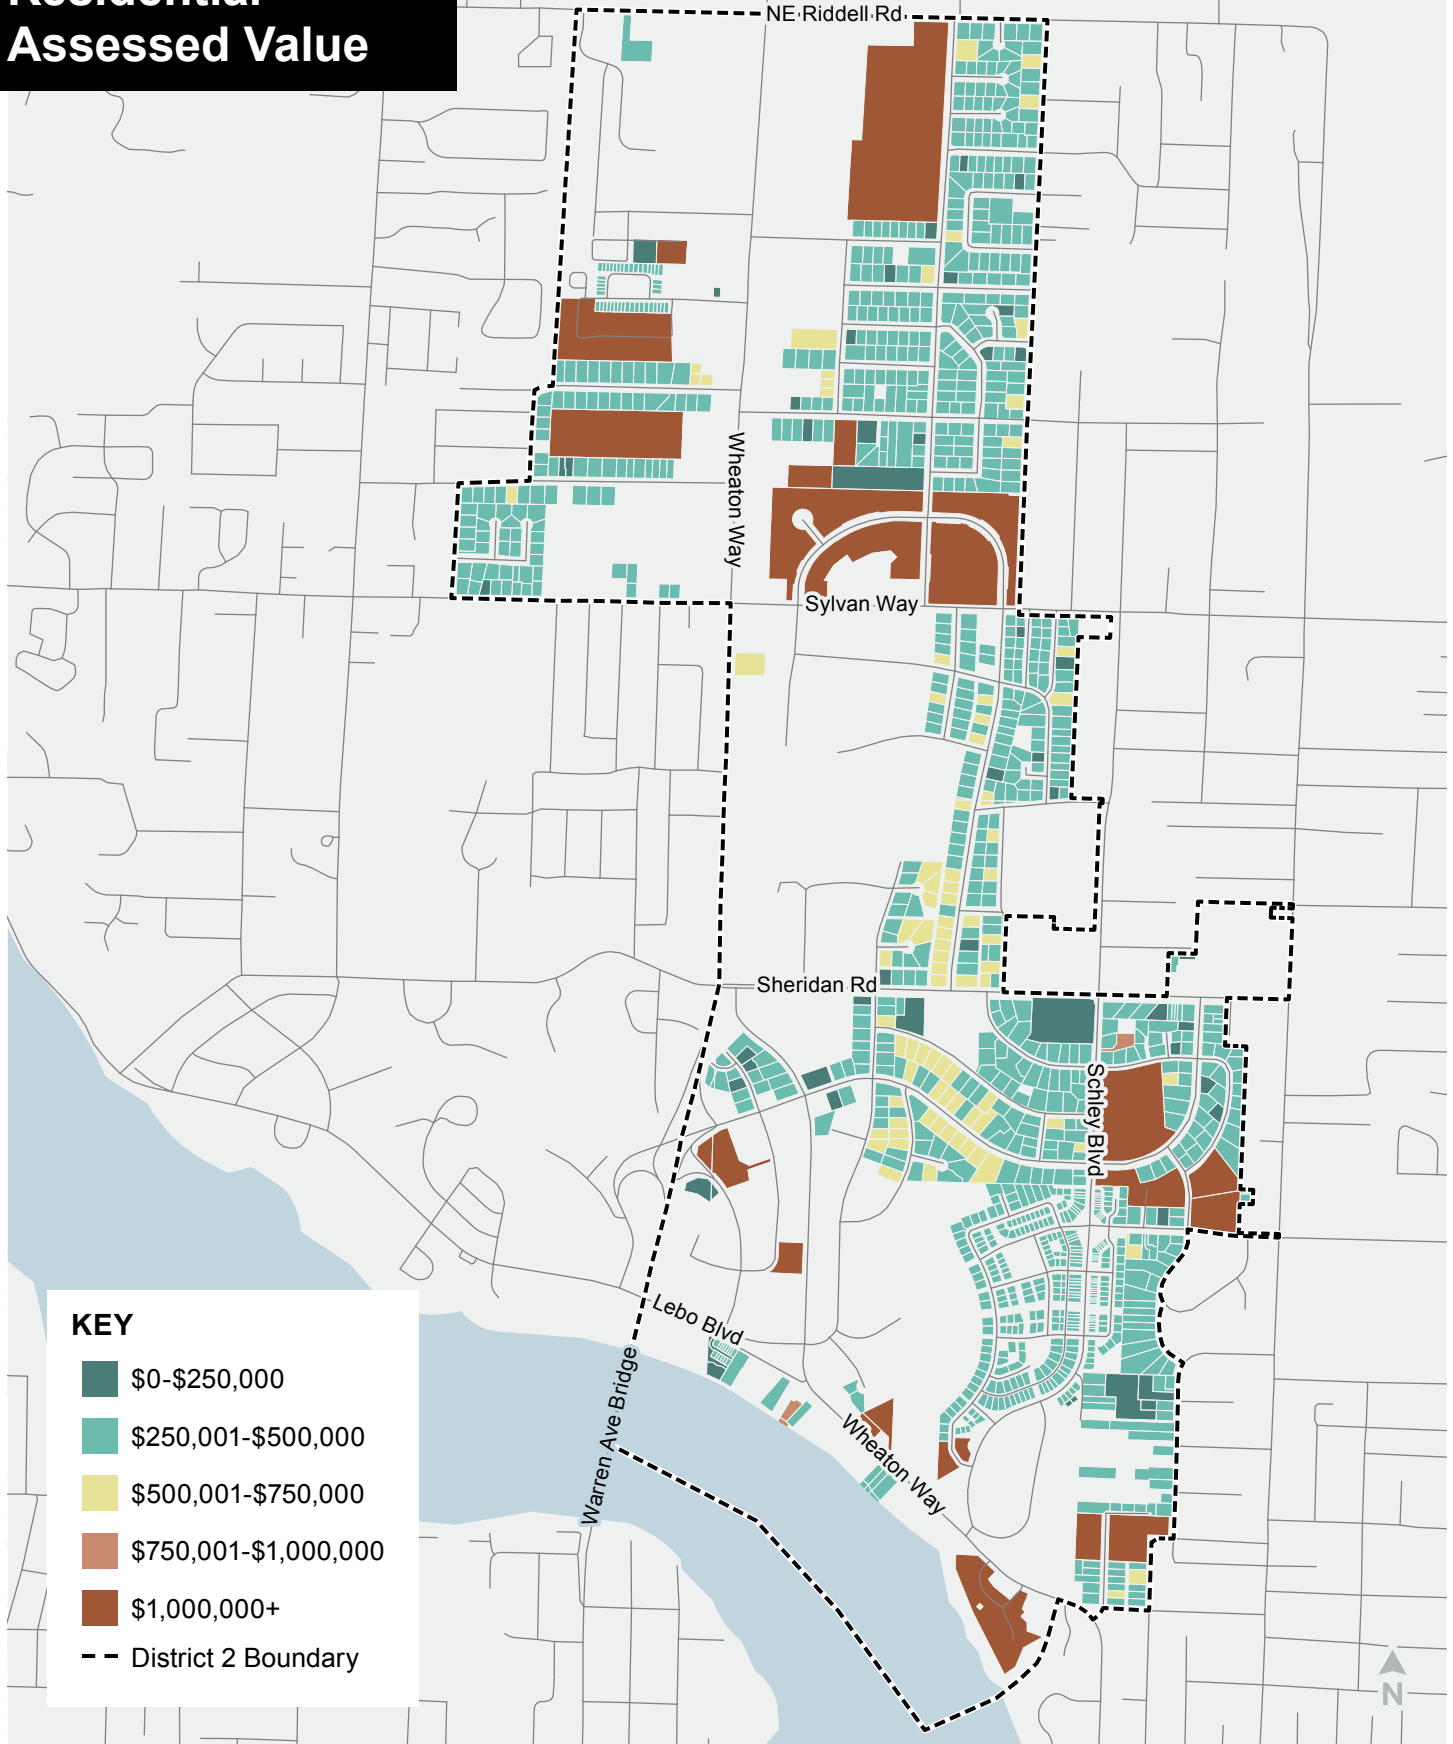 Residential
Assessed Value
NE Riddell Rd
Wheaton Way
Sylvan Way
Sheridan Rd
Schley Blvd
Lebo Blvd
Warren Ave Bridge
Wheaton Way
KEY
$0-$250,000
$250,001-$500,000
$500,001-$750,000
$750,001-$1,000,000
$1,000,000+
District 2 Boundary
N